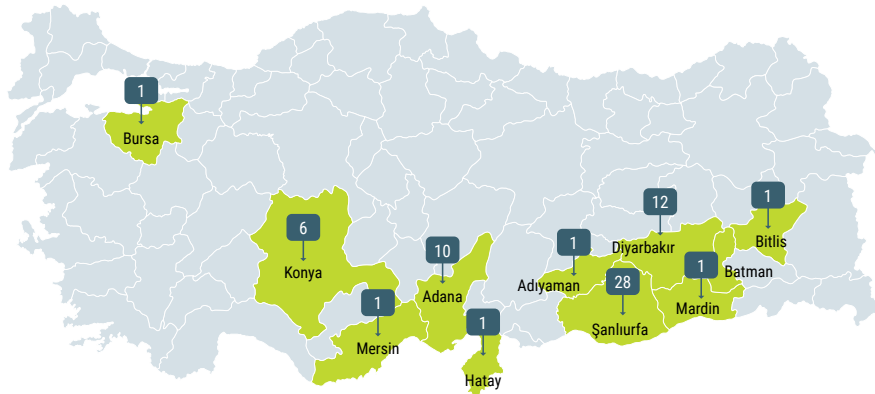 1
Bursa
6
Konya
1
Mersin
10
Adana
1
Hatay
1
Adıyaman
12
Diyarbakır
28
Şanlıurfa
1
Mardin
Batman
1
Bitlis